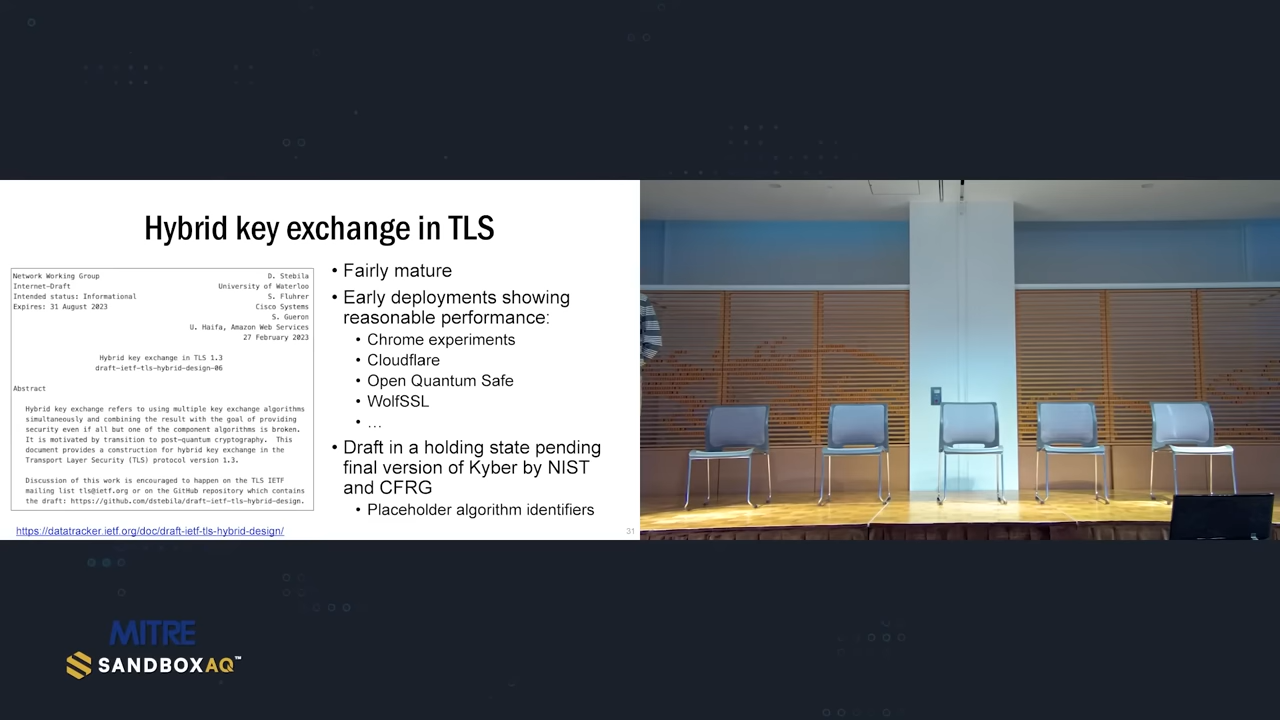 Hybrid key exchange in TLS
Network Working Group
D. Stebila
Internet-Draft
University of Waterloo
Intended status: Informational
S. Fluhrer
Expires: 31 August 2023
Cisco Systems
S. Gueron
U. Haifa, Amazon Web Services
27 February 2023
Hybrid key exchange in TLS 1.3
draft-ietf-tls-hybrid-design-06
Abstract
Hybrid key exchange refers to using multiple key exchange algorithms
simultaneously and combining the result with the goal of providing
security even if all but one of the component algorithms is broken.
It is motivated by transition to post-quantum cryptography. This
document provides a construction for hybrid key exchange in the
Transport Layer Security (TLS) protocol version 1.3.
Discussion of this work is encouraged to happen on the TLS IETF
mailing list tls@ietf.org or on the GitHub repository which contains
the draft: https://github.com/dstebila/draft-ietf-tls-hybrid-design.
https://datatracker.ietf.org/doc/draft-ietf-tls-hybrid-design/
• Fairly mature
• Early deployments showing
reasonable performance:
• Chrome experiments
• Cloudflare
• Open Quantum Safe
• WolfSSL
• …
• Draft in a holding state pending
final version of Kyber by NIST
and CFRG
• Placeholder algorithm identifiers
31
MITRE
SANDBOXAQ™